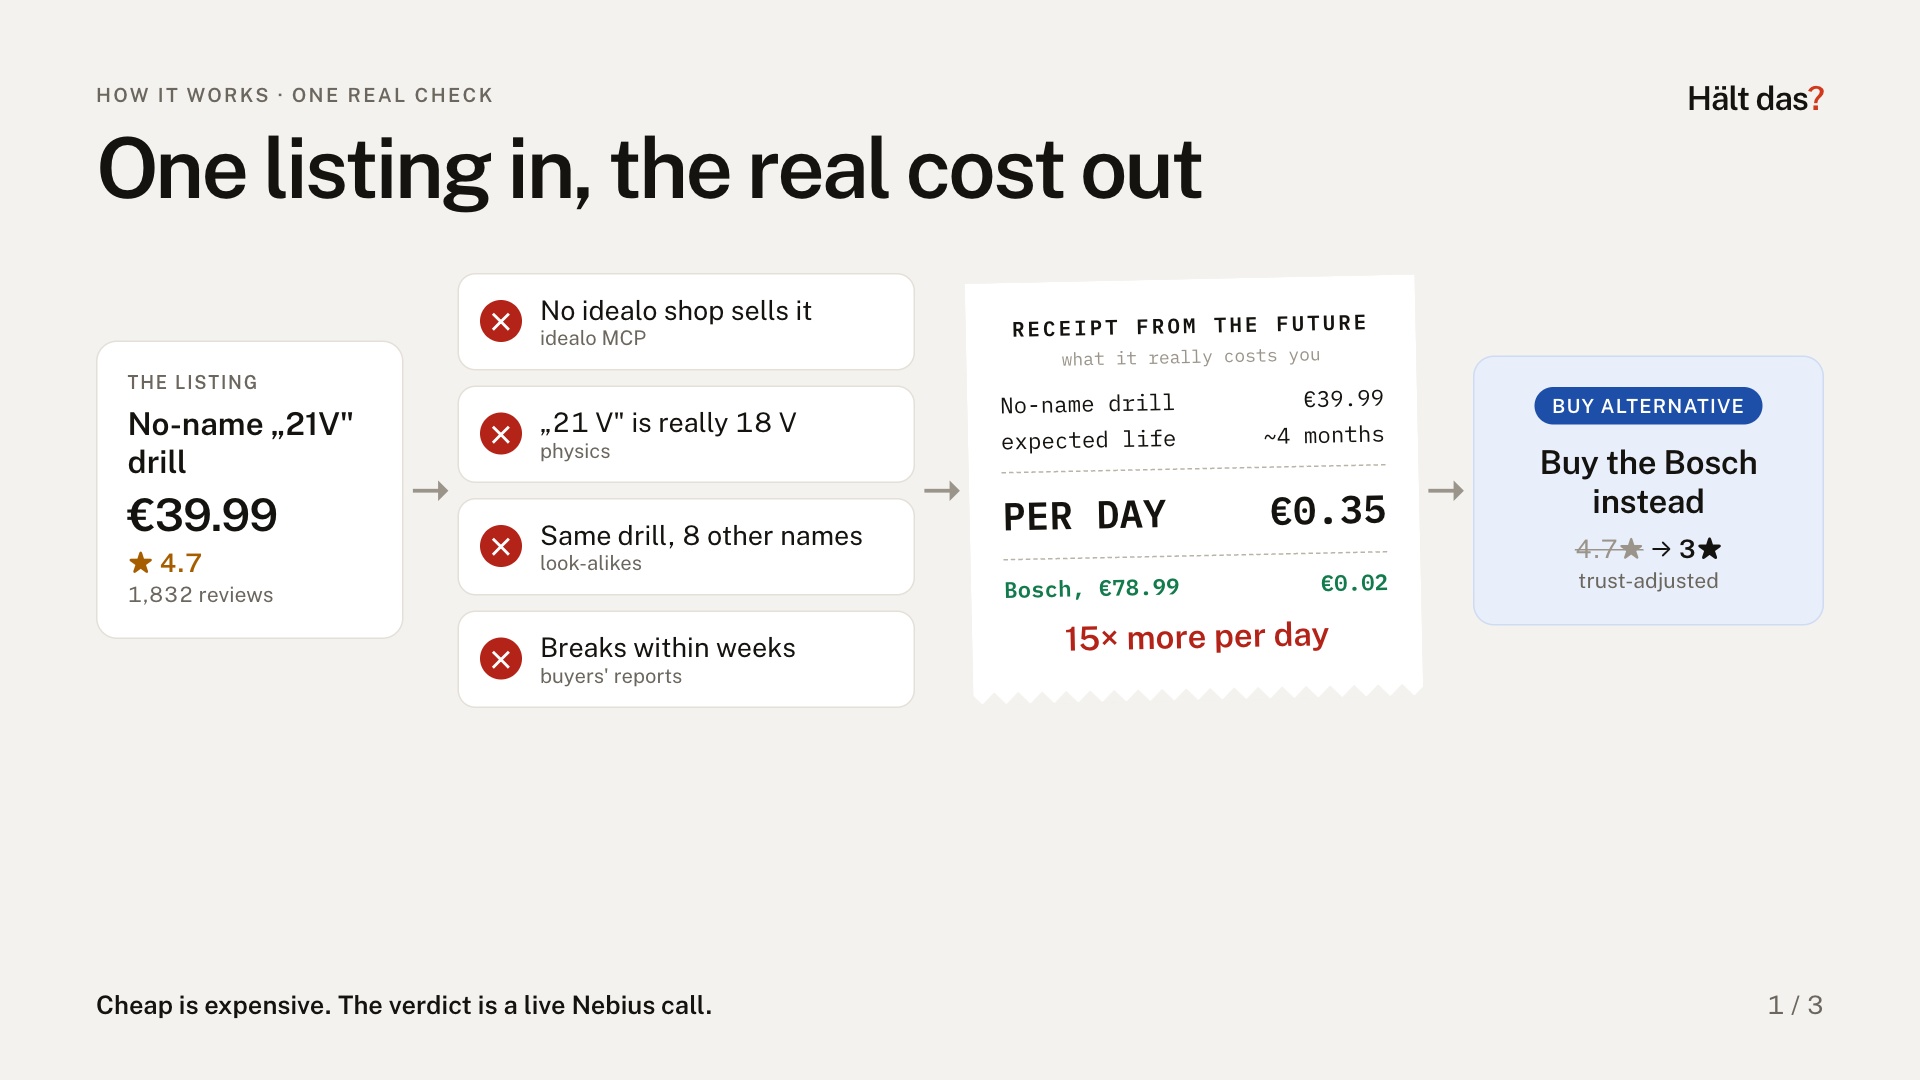 HOW IT WORKS · ONE REAL CHECK
Hält das?
One listing in, the real cost out
THE LISTING
No-name „21V"
drill
€39.99
★ 4.7
1,832 reviews
No idealo shop sells it
idealo MCP
„21 V" is really 18 V
physics
Same drill, 8 other names
look-alikes
Breaks within weeks
buyers' reports
RECEIPT FROM THE FUTURE
what it really costs you
No-name drill €39.99
expected life ~4 months
PER DAY €0.35
Bosch, €78.99 €0.02
15× more per day
BUY ALTERNATIVE
Buy the Bosch
instead
4.7★ → 3★
trust-adjusted
Cheap is expensive. The verdict is a live Nebius call.
1 / 3